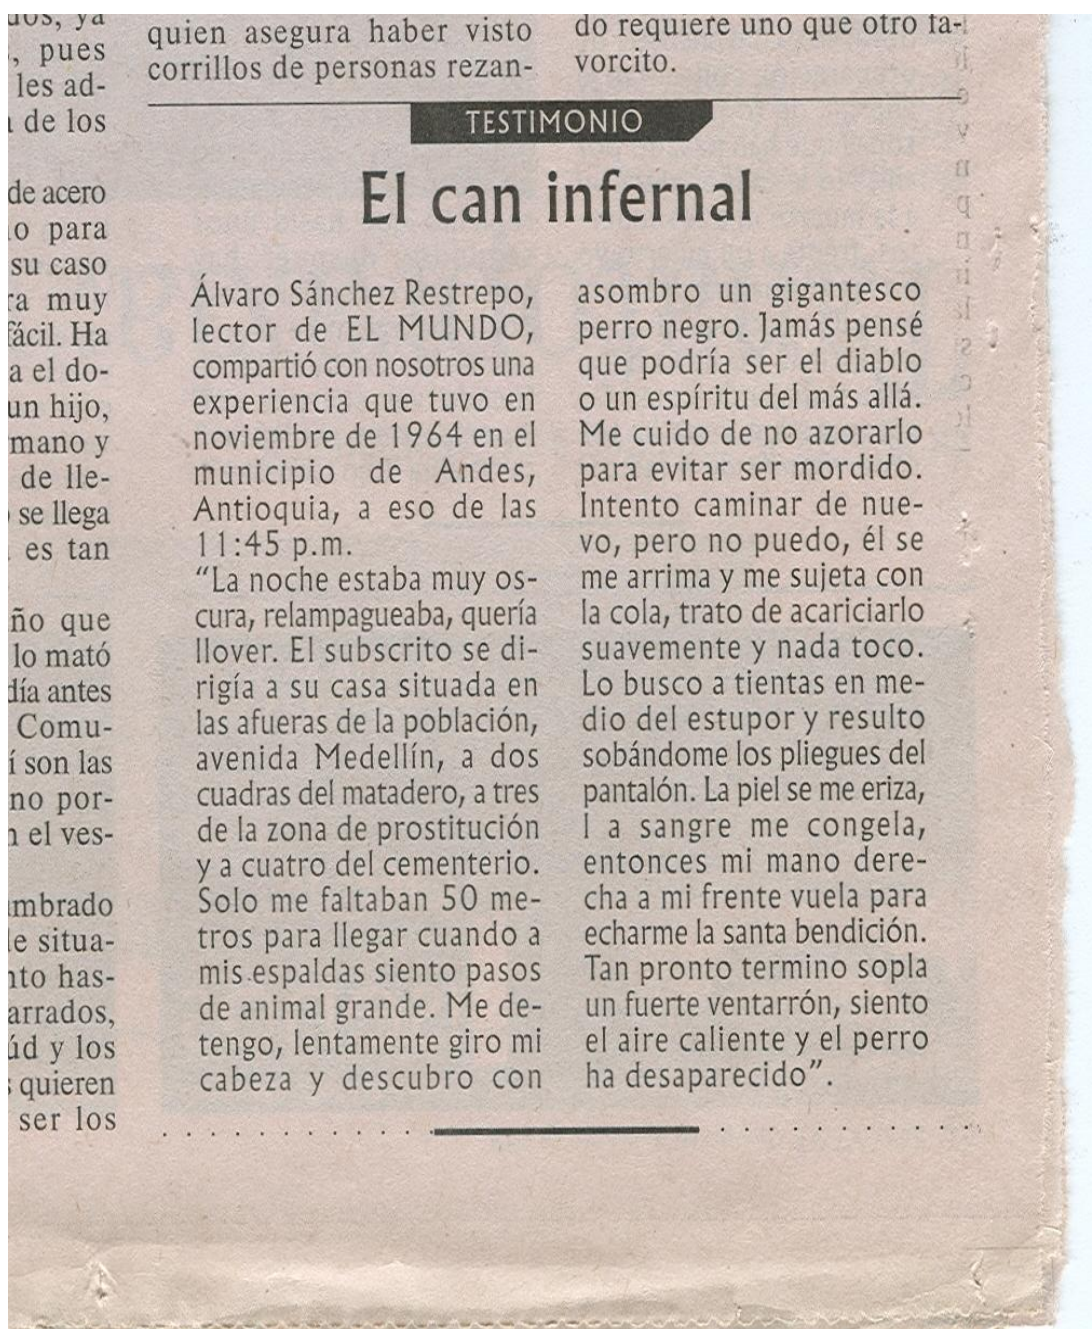 , pues
les ad-
de los
de acero
o para
su caso
ra muy
fácil. Ha
a el do-
un hijo,
mano y
de lle-
se llega
es tan
ño que
lo mató
día antes
Comu-
í son las
no por-
n el ves-
mbrado
le situa-
nto has-
arrados,
úd y los
quieren
ser los
quien asegura haber visto
corrillos de personas rezan-
do requiere uno que otro fa-
vorcito.
TESTIMONIO
El can infernal
Álvaro Sánchez Restrepo,
lector de EL MUNDO,
compartió con nosotros una
experiencia que tuvo en
noviembre de 1964 en el
municipio de Andes,
Antioquia, a eso de las
11:45 p.m.
“La noche estaba muy os-
cura, relampagueaba, quería
llover. El subscrito se di-
rigía a su casa situada en
las afueras de la población,
avenida Medellín, a dos
cuadras del matadero, a tres
de la zona de prostitución
y a cuatro del cementerio.
Solo me faltaban 50 me-
tros para llegar cuando a
mis espaldas siento pasos
de animal grande. Me de-
tengo, lentamente giro mi
cabeza y descubro con
asombro un gigantesco
perro negro. Jamás pensé
que podría ser el diablo
o un espíritu del más allá.
Me cuido de no azorarlo
para evitar ser mordido.
Intento caminar de nue-
vo, pero no puedo, él se
me arrima y me sujeta con
la cola, trato de acariciarlo
suavemente y nada toco.
Lo busco a tientas en me-
dio del estupor y resulto
sobándome los pliegues del
pantalón. La piel se me eriza,
l a sangre me congela,
entonces mi mano dere-
cha a mi frente vuela para
echarme la santa bendición.
Tan pronto termino sopla
un fuerte ventarrón, siento
el aire caliente y el perro
ha desaparecido”.